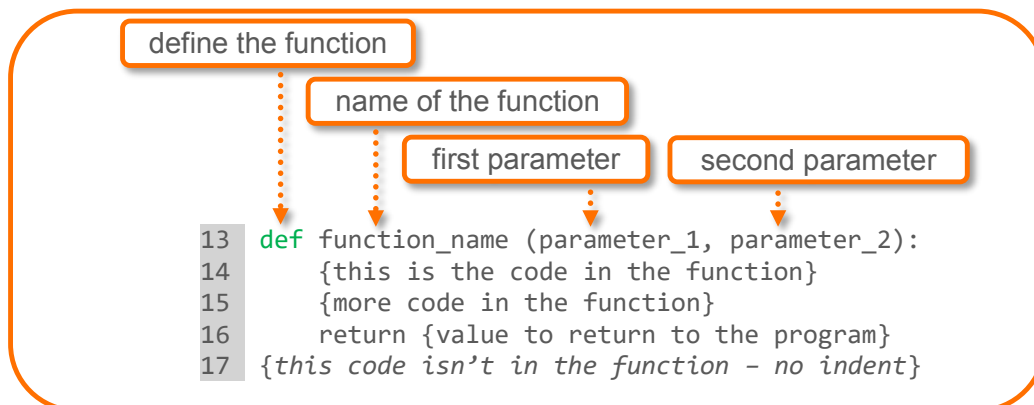 define the function
name of the function
first parameter
second parameter
13 def function_name (parameter_1, parameter_2):
14 {this is the code in the function}
15 {more code in the function}
16 return {value to return to the program}
17 {this code isn’t in the function – no indent}